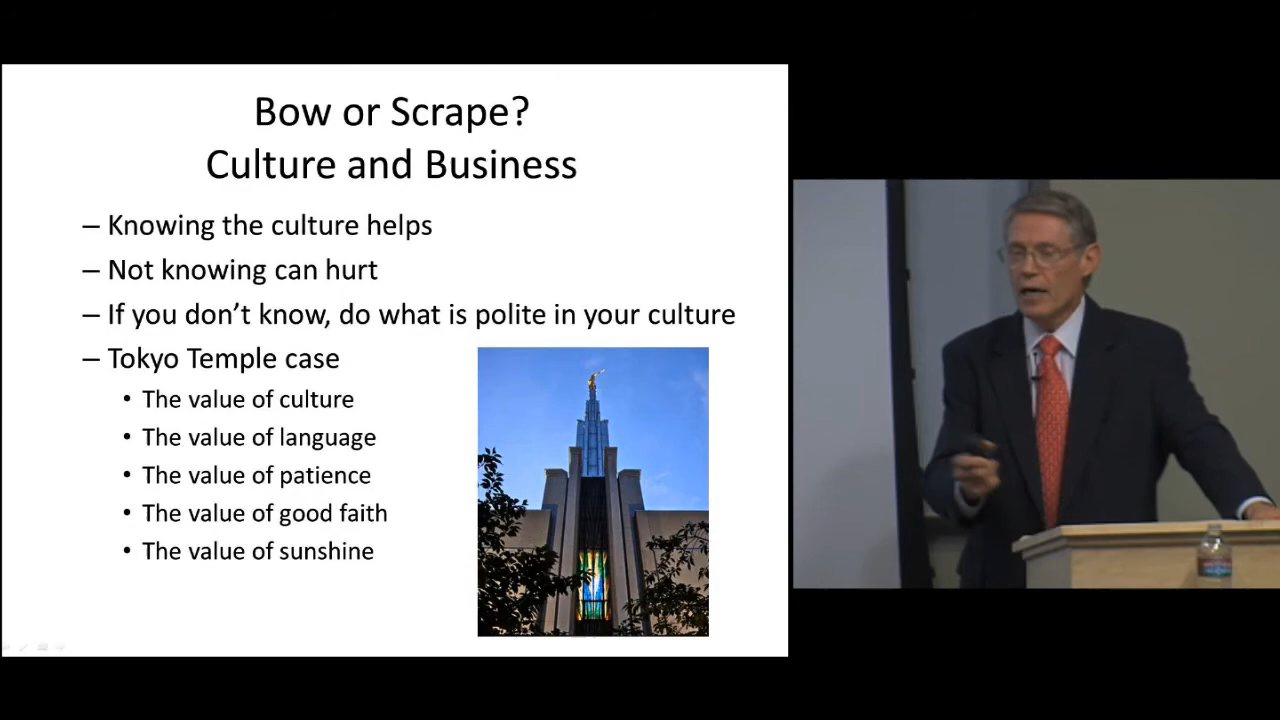 Bow or Scrape?
Culture and Business
– Knowing the culture helps
– Not knowing can hurt
– If you don’t know, do what is polite in your culture
– Tokyo Temple case
• The value of culture
• The value of language
• The value of patience
• The value of good faith
• The value of sunshine